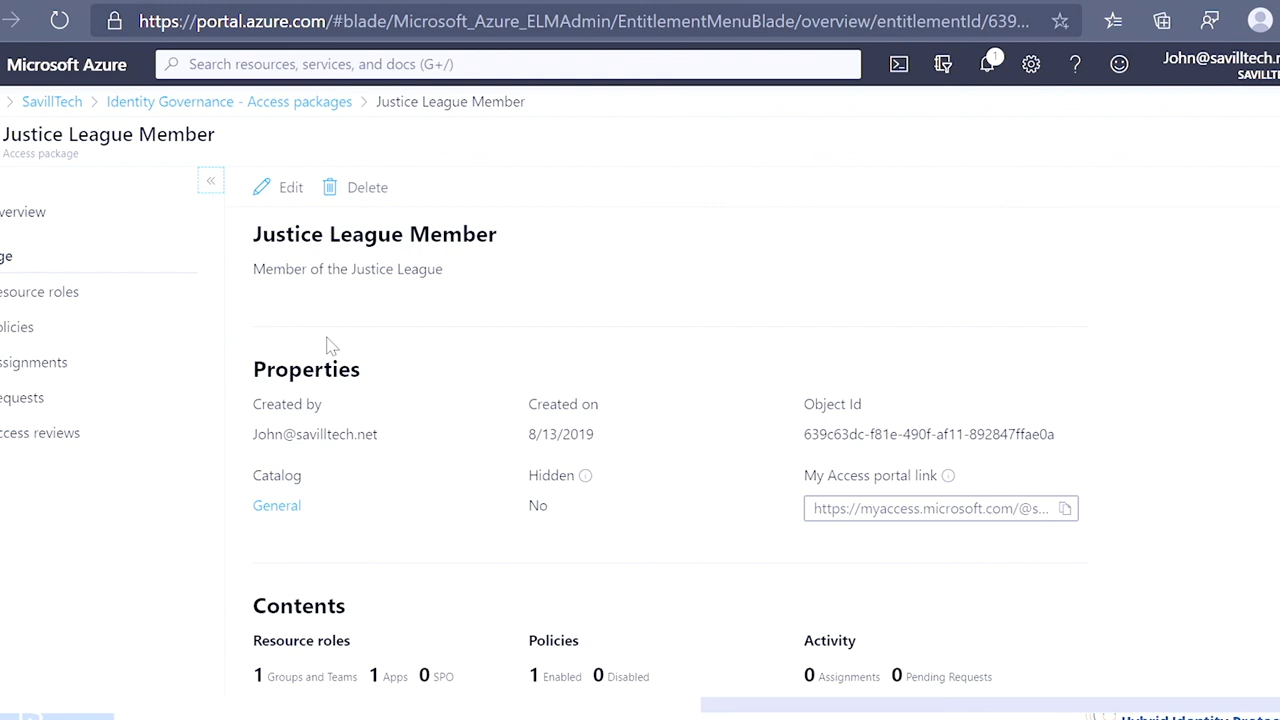 https://portal.azure.com/#blade/Microsoft_Azure_ELMAdmin/EntitlementMenuBlade/overview/entitlementId/639...
Microsoft Azure
Search resources, services, and docs (G+/)
1
John@savilltech.n
SAVILLT
> SavillTech > Identity Governance - Access packages > Justice League Member
Justice League Member
Access package
«
Edit Delete
verview
ge
esource roles
olicies
ssignments
equests
ccess reviews
Justice League Member
Member of the Justice League
Properties
Created by Created on Object Id
John@savilltech.net 8/13/2019 639c63dc-f81e-490f-af11-892847ffae0a
Catalog Hidden My Access portal link
General No https://myaccess.microsoft.com/@s...
Contents
Resource roles Policies Activity
1 Groups and Teams 1 Apps 0 SPO 1 Enabled 0 Disabled 0 Assignments 0 Pending Requests
Hybrid Identity Prote